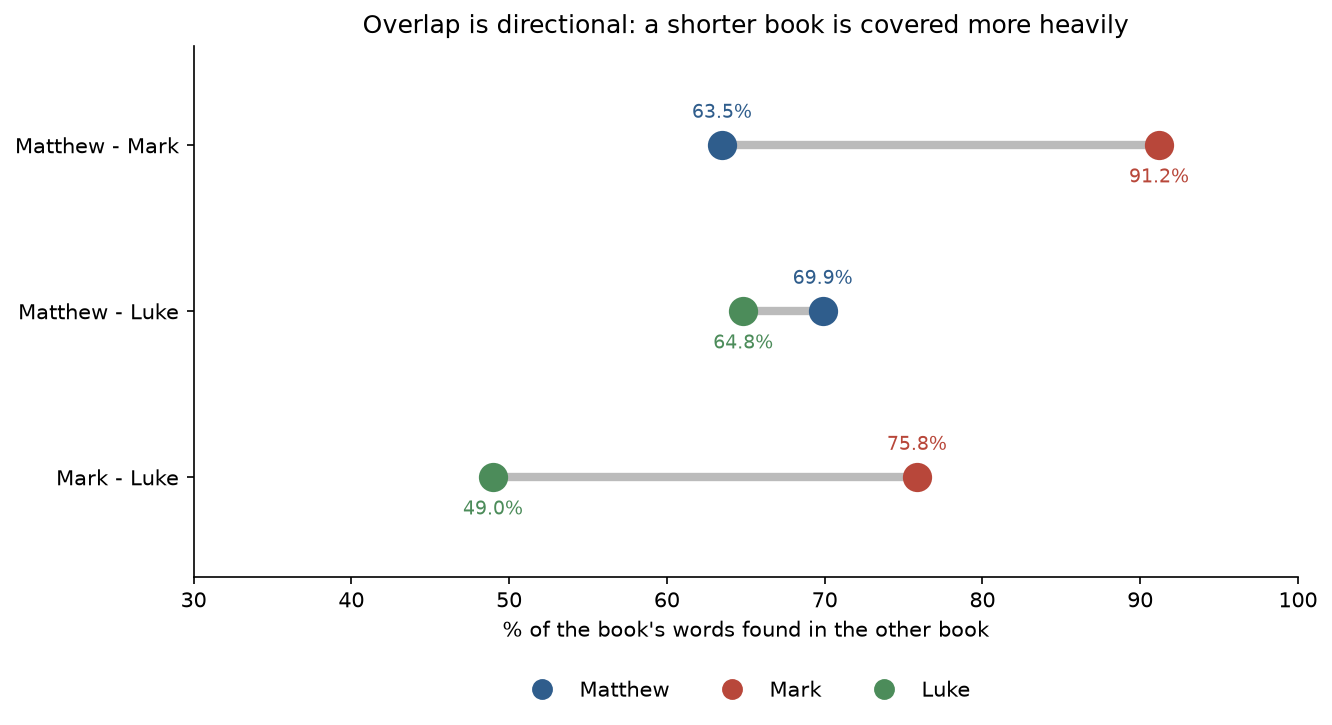 Overlap is directional: a shorter book is covered more heavily
63.5%
Matthew - Mark
91.2%
69.9%
Matthew - Luke
64.8%
75.8%
Mark - Luke
49.0%
30 40 50 60 70 80 90 100
% of the book's words found in the other book
Matthew Mark Luke